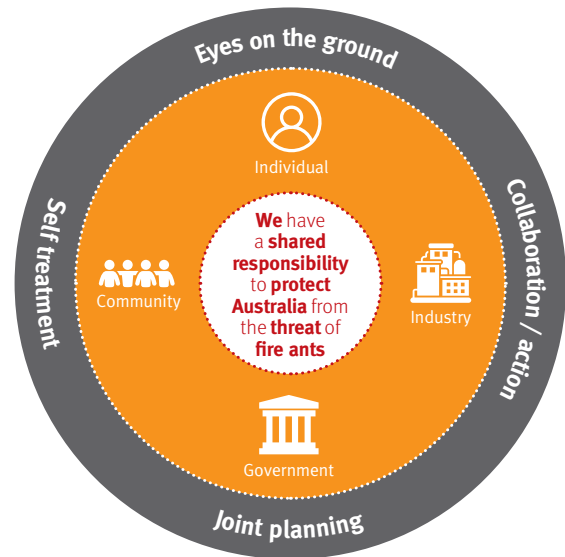 Eyes on the ground
Individual
Self treatment
Community
We have
a shared
responsibility
to protect
Australia from
the threat of
fire ants
Industry
Collaboration / action
Government
Joint planning